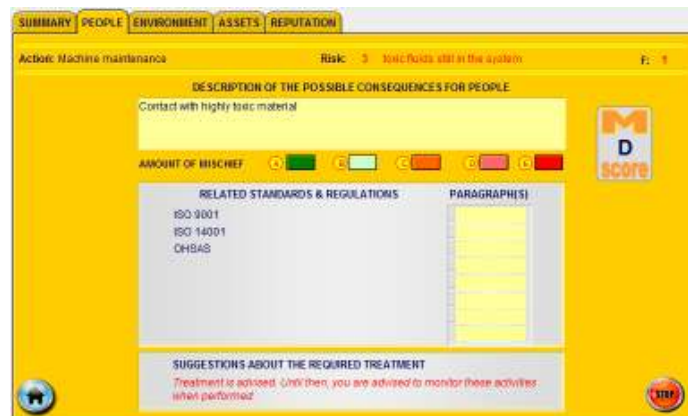 SUMMARY PEOPLE ENVIRONMENT ASSETS REPUTATION
Action: Machine maintenance Risk: 3 toxic fluids still in the system F: 1
DESCRIPTION OF THE POSSIBLE CONSEQUENCES FOR PEOPLE
Contact with highly toxic material
M
D
score
AMOUNT OF MISCHIEF A B C D E
RELATED STANDARDS & REGULATIONS PARAGRAPH(S)
ISO 9001
ISO 14001
OHSAS
SUGGESTIONS ABOUT THE REQUIRED TREATMENT
Treatment is advised. Until then, you are advised to monitor these activities
when performed
STOP